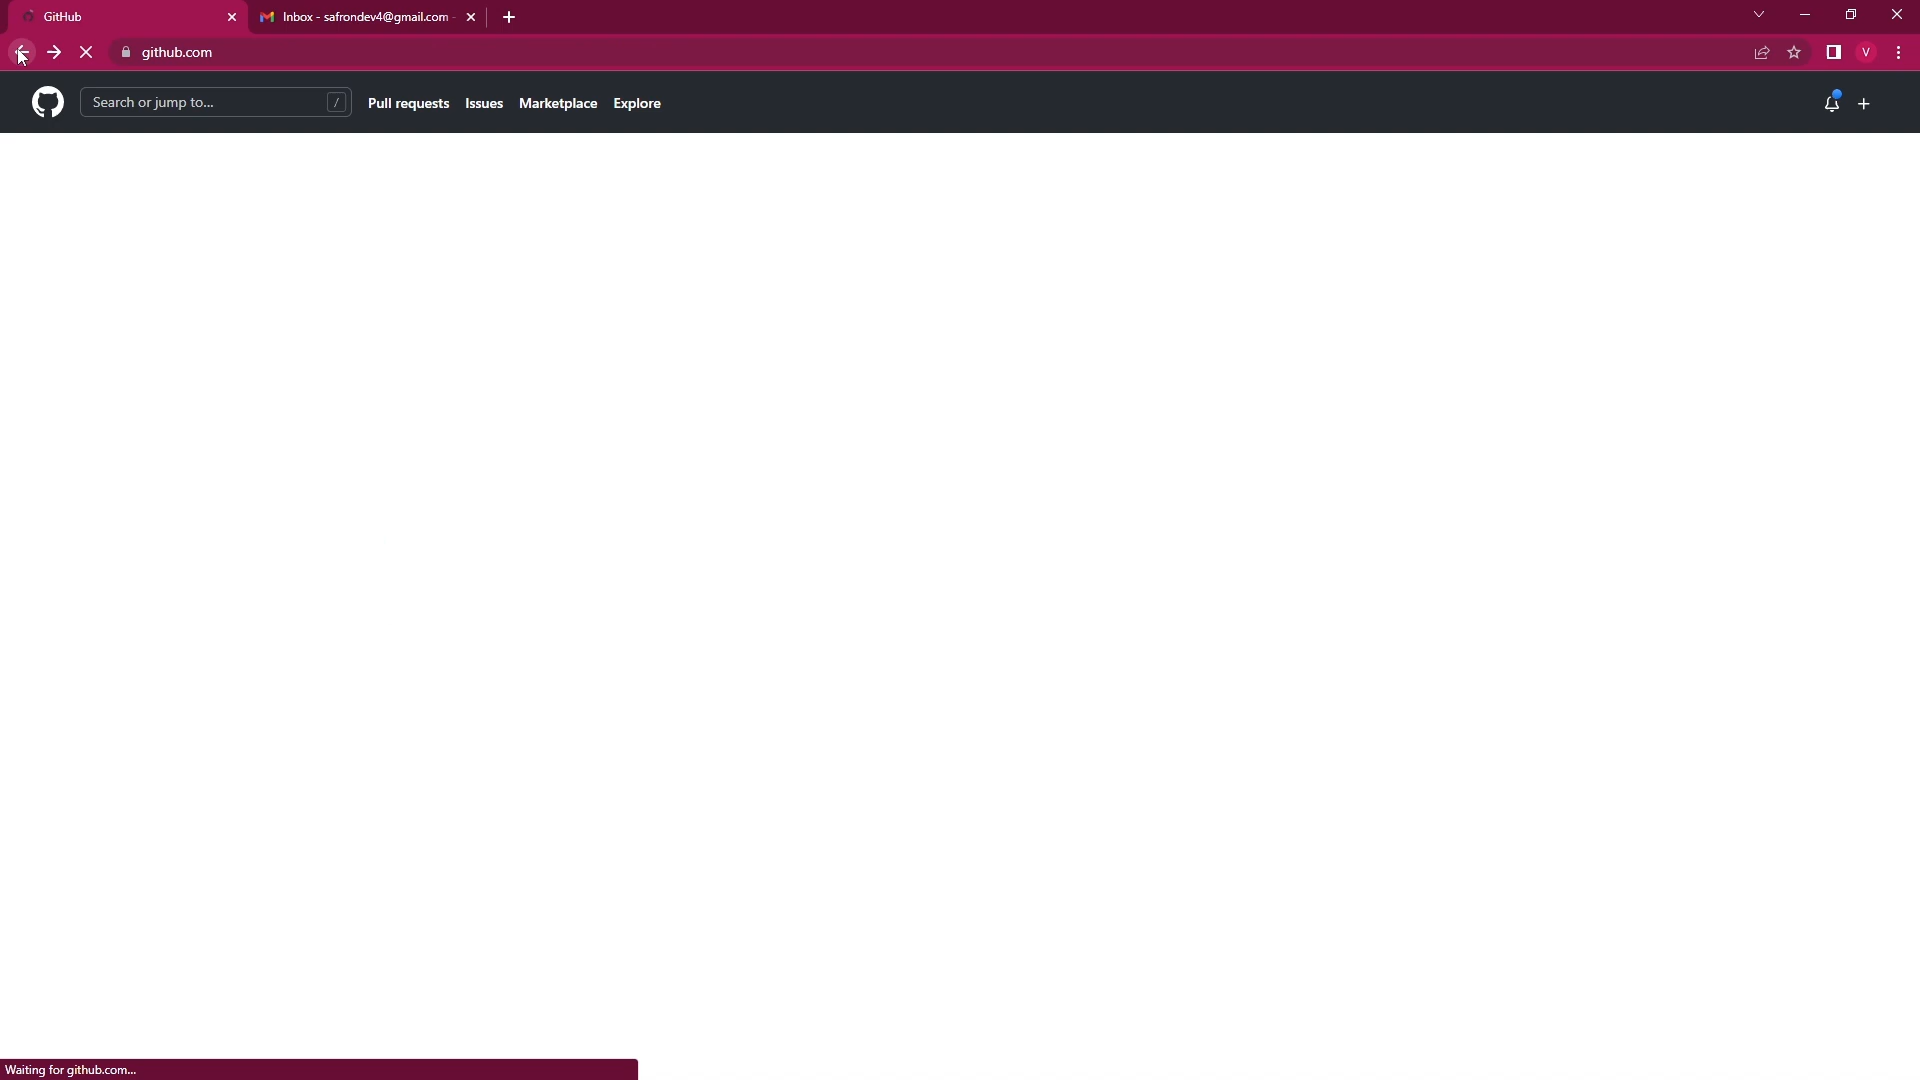 GitHub
Inbox - safrondev4@gmail.com -
github.com
V
Search or jump to... /
Pull requests Issues Marketplace Explore
Waiting for github.com...